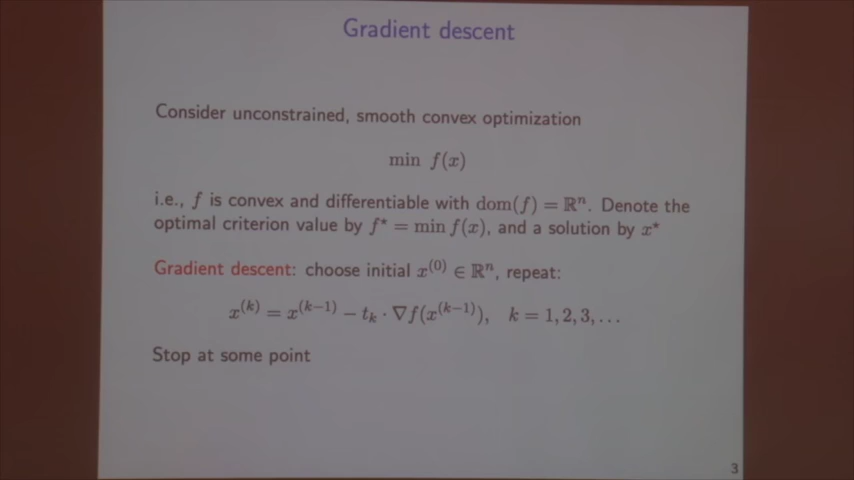 Gradient descent
Consider unconstrained, smooth convex optimization
min f(x)
i.e., f is convex and differentiable with dom(f) = ℝⁿ. Denote the
optimal criterion value by f* = min f(x), and a solution by x*
Gradient descent: choose initial x⁽⁰⁾ ∈ ℝⁿ, repeat:
x⁽ᵏ⁾ = x⁽ᵏ⁻¹⁾ − tₖ · ∇f(x⁽ᵏ⁻¹⁾), k = 1, 2, 3, . . .
Stop at some point
3